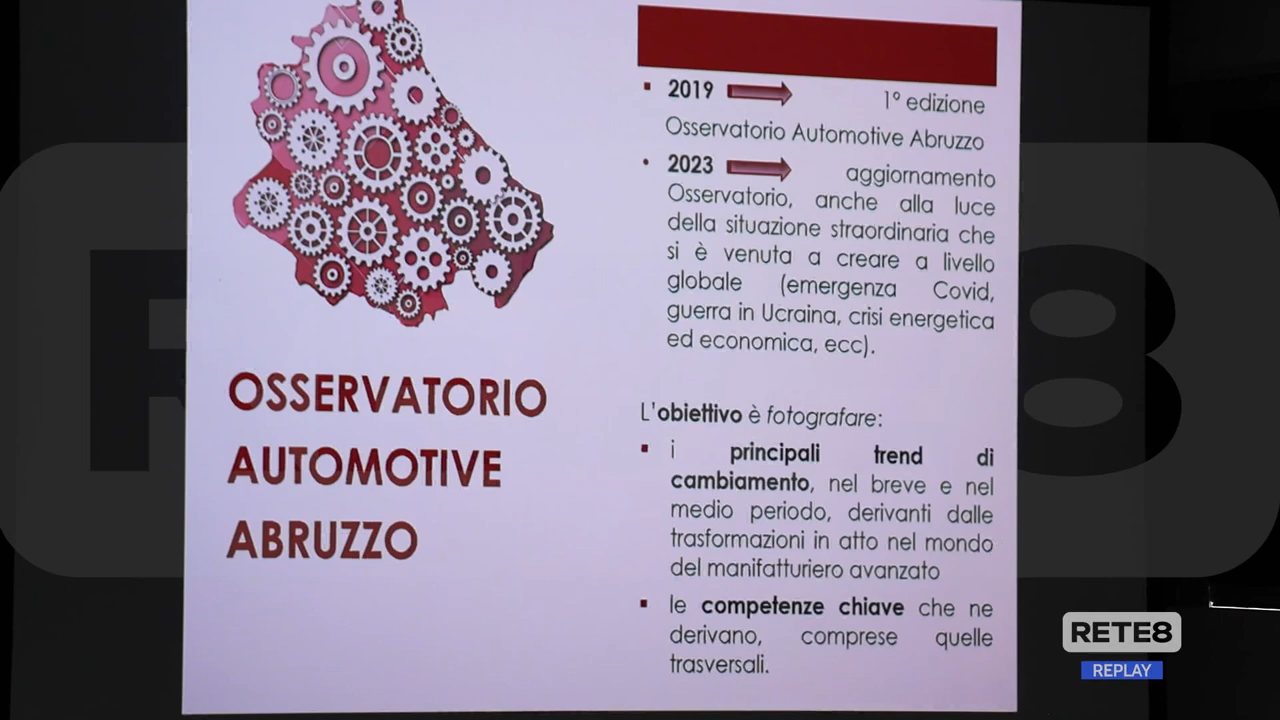 OSSERVATORIO
AUTOMOTIVE
ABRUZZO
2019 1° edizione
Osservatorio Automotive Abruzzo
2023 aggiornamento
Osservatorio, anche alla luce
della situazione straordinaria che
si è venuta a creare a livello
globale (emergenza Covid,
guerra in Ucraina, crisi energetica
ed economica, ecc).
L'obiettivo è fotografare:
i principali trend di
cambiamento, nel breve e nel
medio periodo, derivanti dalle
trasformazioni in atto nel mondo
del manifatturiero avanzato
le competenze chiave che ne
derivano, comprese quelle
trasversali.
RETE8
REPLAY